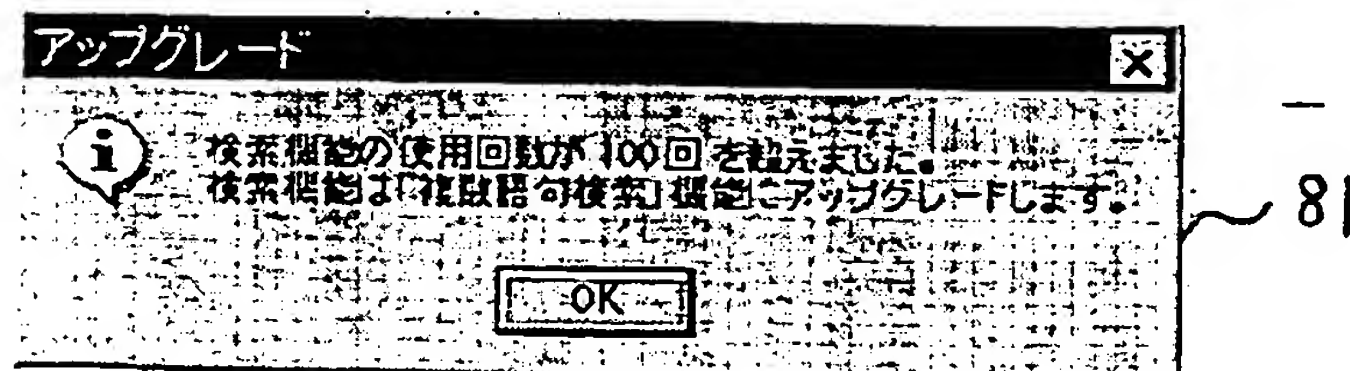 アップグレード
検索機能の使用回数が100回を超えました。
検索機能は「複数語句検索」機能にアップグレードします。
OK
81